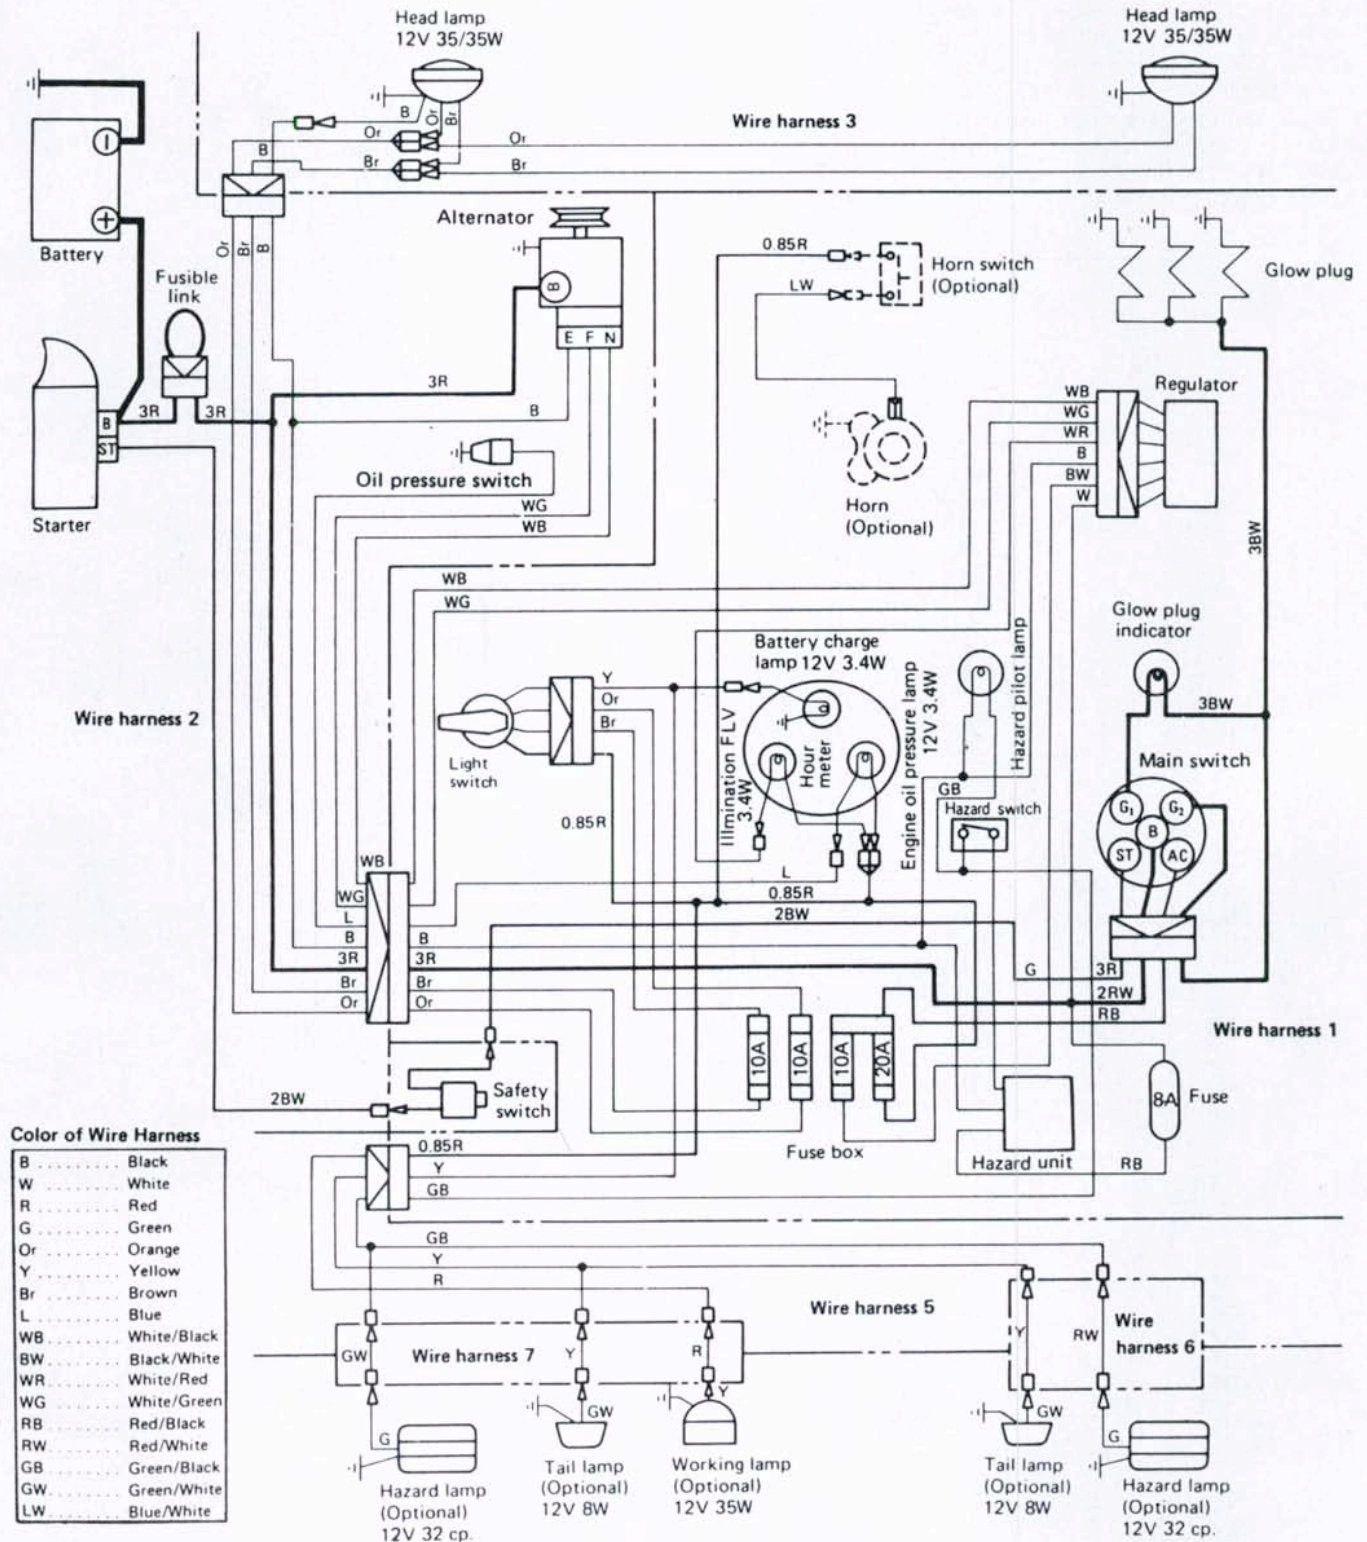 Head lamp
12V 35/35W
Head lamp
12V 35/35W
B
Or
Br
Or
Or
B
Br
Br
Wire harness 3
Battery
Alternator
B
E F N
Or
Br
B
0.85R
LW
Horn switch
(Optional)
Glow plug
Fusible
link
3R
3R
B
ST
Starter
3R
B
Oil pressure switch
WG
WB
Horn
(Optional)
WB
WG
WR
B
BW
W
Regulator
3BW
WB
WG
Wire harness 2
Light
switch
Y
Or
Br
0.85R
Battery charge
lamp 12V 3.4W
Hour
meter
Illmination FLV
3.4W
Engine oil pressure lamp
12V 3.4W
Hazard pilot lamp
Glow plug
indicator
3BW
Main switch
G1
G2
B
ST
AC
GB
Hazard switch
L
0.85R
2BW
WB
WG
L
B
3R
Br
Or
B
3R
Br
Or
G
3R
2RW
RB
Wire harness 1
10A
10A
10A
20A
Fuse box
Hazard unit
8A
Fuse
RB
2BW
Safety
switch
0.85R
Y
GB
GB
Y
R
Wire harness 5
Wire harness 7
GW
Y
R
Y
RW
Wire
harness 6
G
GW
Y
GW
G
Hazard lamp
(Optional)
12V 32 cp.
Tail lamp
(Optional)
12V 8W
Working lamp
(Optional)
12V 35W
Tail lamp
(Optional)
12V 8W
Hazard lamp
(Optional)
12V 32 cp.
Color of Wire Harness
B ......... Black
W ......... White
R ......... Red
G ......... Green
Or ......... Orange
Y ......... Yellow
Br ......... Brown
L ......... Blue
WB ......... White/Black
BW ......... Black/White
WR ......... White/Red
WG ......... White/Green
RB ......... Red/Black
RW ......... Red/White
GB ......... Green/Black
GW ......... Green/White
LW ......... Blue/White